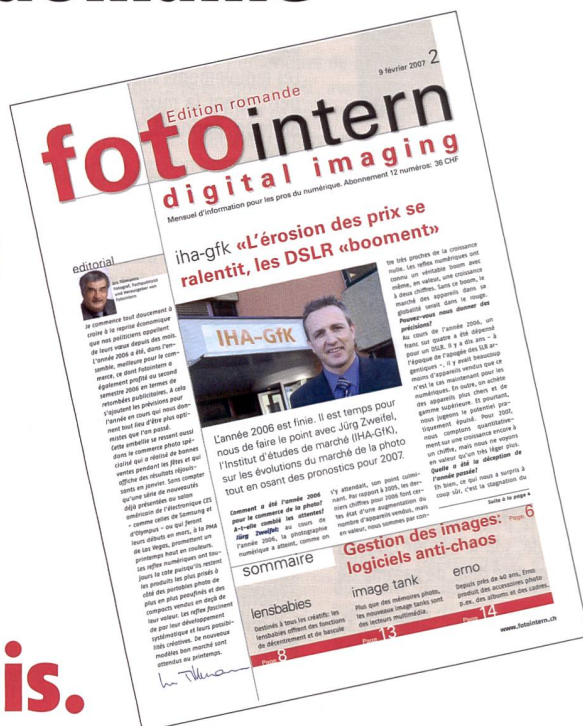 Edition romande
9 février 2007 2
fotointern
digital imaging
Mensuel d'information pour les pros du numérique. Abonnement 12 numéros: 36 CHF
editorial
Urs Tillmanns
Fotograf, Fachpublizist
und Herausgeber von
Fotointern
Je commence tout doucement à
croire à la reprise économique
que nos politiciens appellent
de leurs vœux depuis des mois.
L'année 2006 a été, dans l'en-
semble, meilleure pour le com-
merce, ce dont Fotointern a
également profité au second
semestre 2006 en termes de
retombées publicitaires. A cela
s'ajoutent les prévisions pour
l'année en cours qui nous don-
nent tout lieu d'être plus opti-
mistes que l'an passé.
Cette embellie se ressent aussi
dans le commerce photo spé-
cialisé qui a réalisé de bonnes
ventes pendant les fêtes et qui
affiche des résultats réjouis-
sants en janvier. Sans compter
qu'une série de nouveautés
déjà présentées au salon
américain de l'électronique CES
– comme celles de Samsung et
d'Olympus – ou qui feront
leurs débuts en mars, à la PMA
de Las Vegas, promettent un
printemps haut en couleurs.
Les reflex numériques ont tou-
jours la cote puisqu'ils restent
les produits les plus prisés à
côté des portables photo de
plus en plus peaufinés et des
compacts vendus en deçà de
leur valeur. Les reflex fascinent
de par leur développement
systématique et leurs possibi-
lités créatives. De nouveaux
modèles bon marché sont
attendus au printemps.
iha-gfk «L'érosion des prix se
ralentit, les DSLR «booment»
IHA-GfK
L'année 2006 est finie. Il est temps pour
nous de faire le point avec Jürg Zweifel,
l'Institut d'études de marché (IHA-GfK),
sur les évolutions du marché de la photo
tout en osant des pronostics pour 2007.
Comment a été l'année 2006
pour le commerce de la photo?
A-t-elle comblé les attentes?
Jürg Zweifel: au cours de
l'année 2006, la photographie
numérique a atteint, comme on
s'y attendait, son point culmi-
nant. Par rapport à 2005, les der-
niers chiffres pour 2006 font cer-
tes état d'une augmentation du
nombre d'appareils vendus, mais
en valeur, nous sommes par con-
tre très proches de la croissance
nulle. Les reflex numériques ont
connu un véritable boom avec
même, en valeur, une croissance
à deux chiffres. Sans ce boom, le
marché des appareils dans sa
globalité serait dans le rouge.
Pouvez-vous nous donner des
précisions?
Au cours de l'année 2006, un
franc sur quatre a été dépensé
pour un DSLR. Il y a dix ans – à
l'époque de l'apogée des SLR ar-
gentiques –, il y avait beaucoup
moins d'appareils vendus que ce
n'est le cas maintenant pour les
numériques. En outre, on achète
des appareils plus chers et de
gamme supérieure. Et pourtant,
nous jugeons le potentiel pra-
tiquement épuisé. Pour 2007,
nous comptons quantitative-
ment sur une croissance encore à
un chiffre, mais nous ne voyons
en valeur qu'un très léger plus.
Quelle a été la déception de
l'année passée?
Eh bien, ce qui nous a surpris à
coup sûr, c'est la stagnation du
Suite à la page 4
sommaire
Gestion des images: Page 6
logiciels anti-chaos
lensbabies
Destinés à tous les créatifs: les
lensbabies offrent des fonctions
de décentrement et de bascule
Page 8
image tank
Plus que des mémoires photo,
les nouveaux image tanks sont
des lecteurs multimédia.
Page 13
erno
Depuis près de 40 ans, Erno
produit des accessoires photo
p.ex. des albums et des cadres.
Page 14
www.fotointern.ch
is.